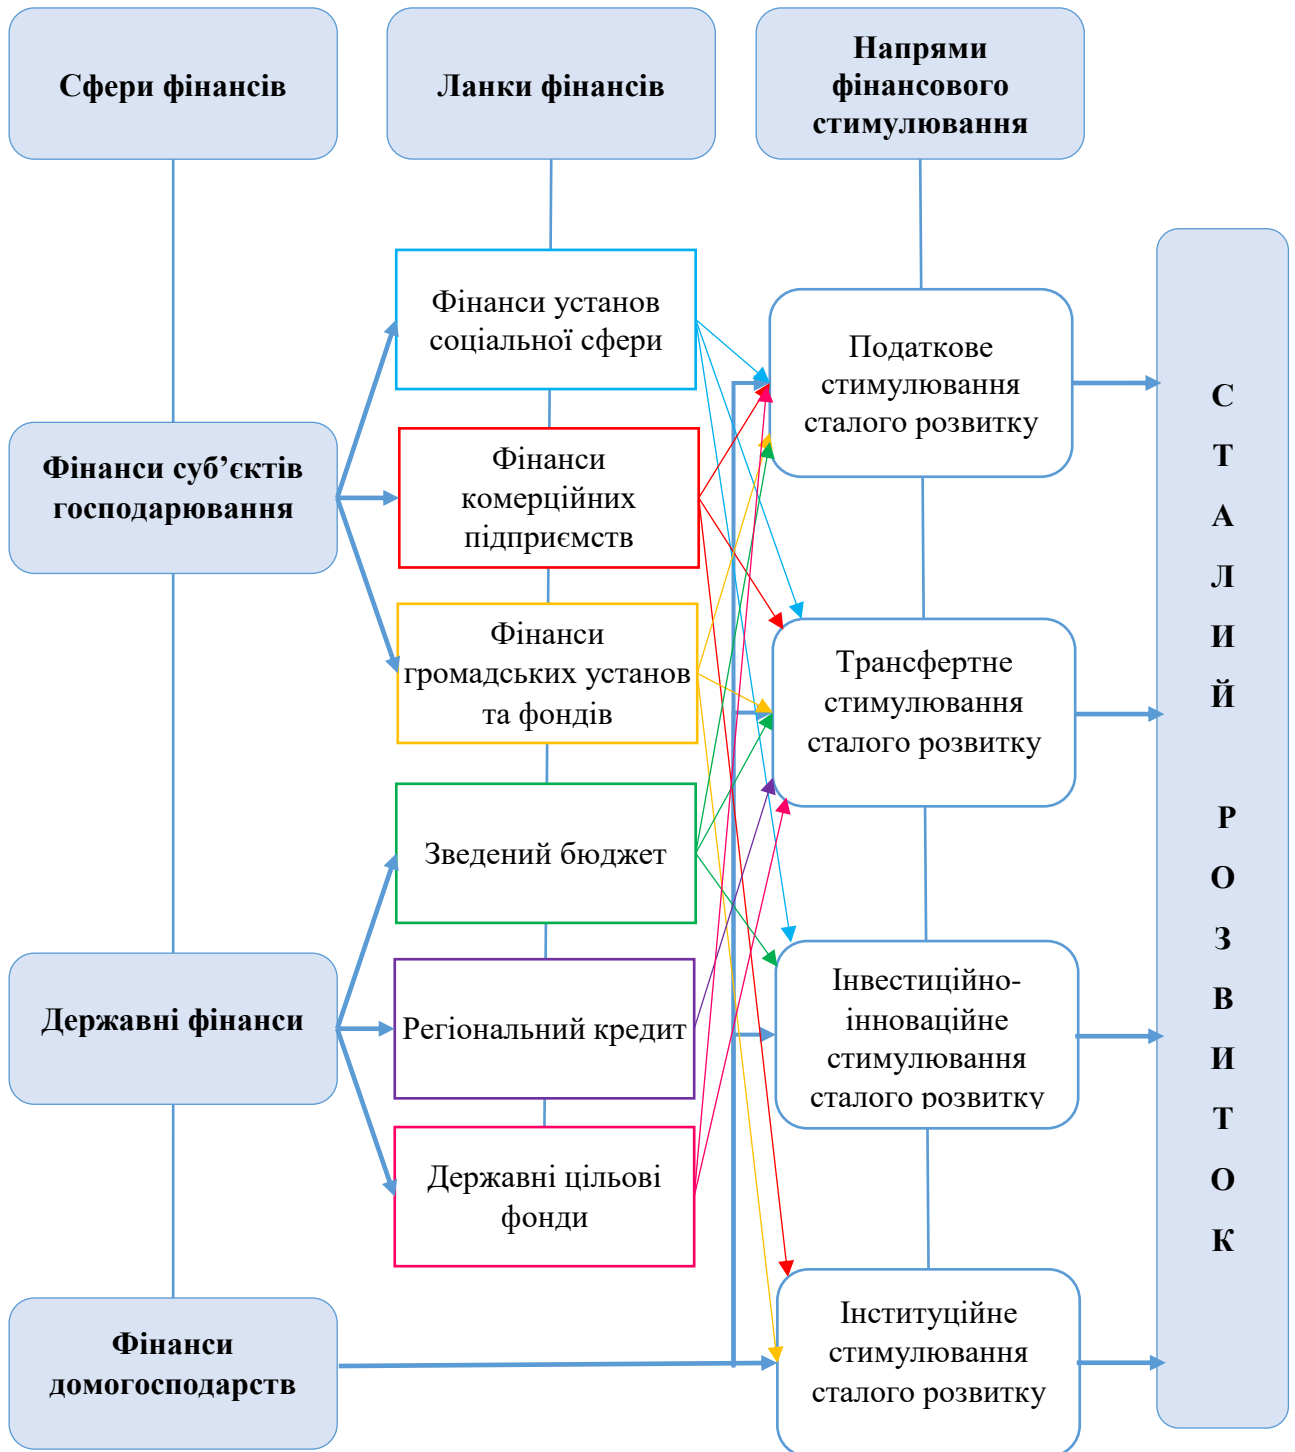 Сфери фінансів
Ланки фінансів
Напрями
фінансового
стимулювання
Фінанси суб’єктів
господарювання
Державні фінанси
Фінанси
домогосподарств
Фінанси установ
соціальної сфери
Фінанси
комерційних
підприємств
Фінанси
громадських установ
та фондів
Зведений бюджет
Регіональний кредит
Державні цільові
фонди
Податкове
стимулювання
сталого розвитку
Трансфертне
стимулювання
сталого розвитку
Інвестиційно-
інноваційне
стимулювання
сталого розвитку
Інституційне
стимулювання
сталого розвитку
С
Т
А
Л
И
Й
Р
О
З
В
И
Т
О
К